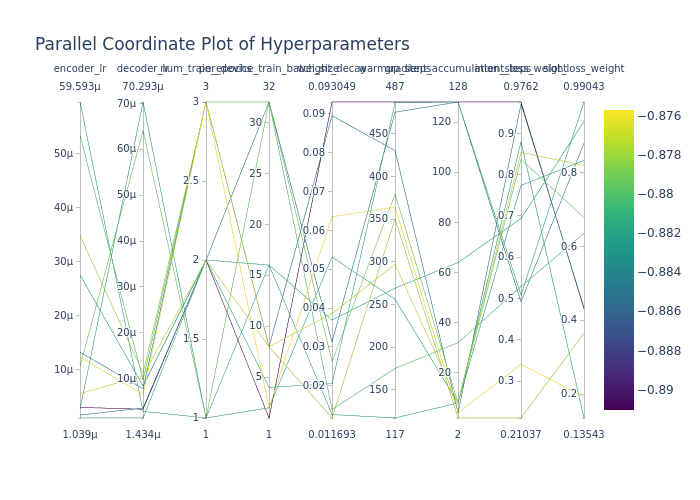 Parallel Coordinate Plot of Hyperparameters
encoder_lr decoder_lr num_train_epochs per_device_train_batch_size weight_decay warmup_steps gradient_accumulation_steps intent_loss_weight slot_loss_weight
59.593µ 70.293µ 3 32 0.093049 487 128 0.9762 0.99043
50µ 40µ 30µ 20µ 10µ
70µ 60µ 50µ 40µ 30µ 20µ 10µ
3 2.5 2 1.5 1
30 25 20 15 10 5
0.09 0.08 0.07 0.06 0.05 0.04 0.03 0.02
450 400 350 300 250 200 150
120 100 80 60 40 20
0.9 0.8 0.7 0.6 0.5 0.4 0.3
0.8 0.6 0.4 0.2
1.039µ 1.434µ 1 1 0.011693 117 2 0.21037 0.13543
−0.876
−0.878
−0.88
−0.882
−0.884
−0.886
−0.888
−0.89